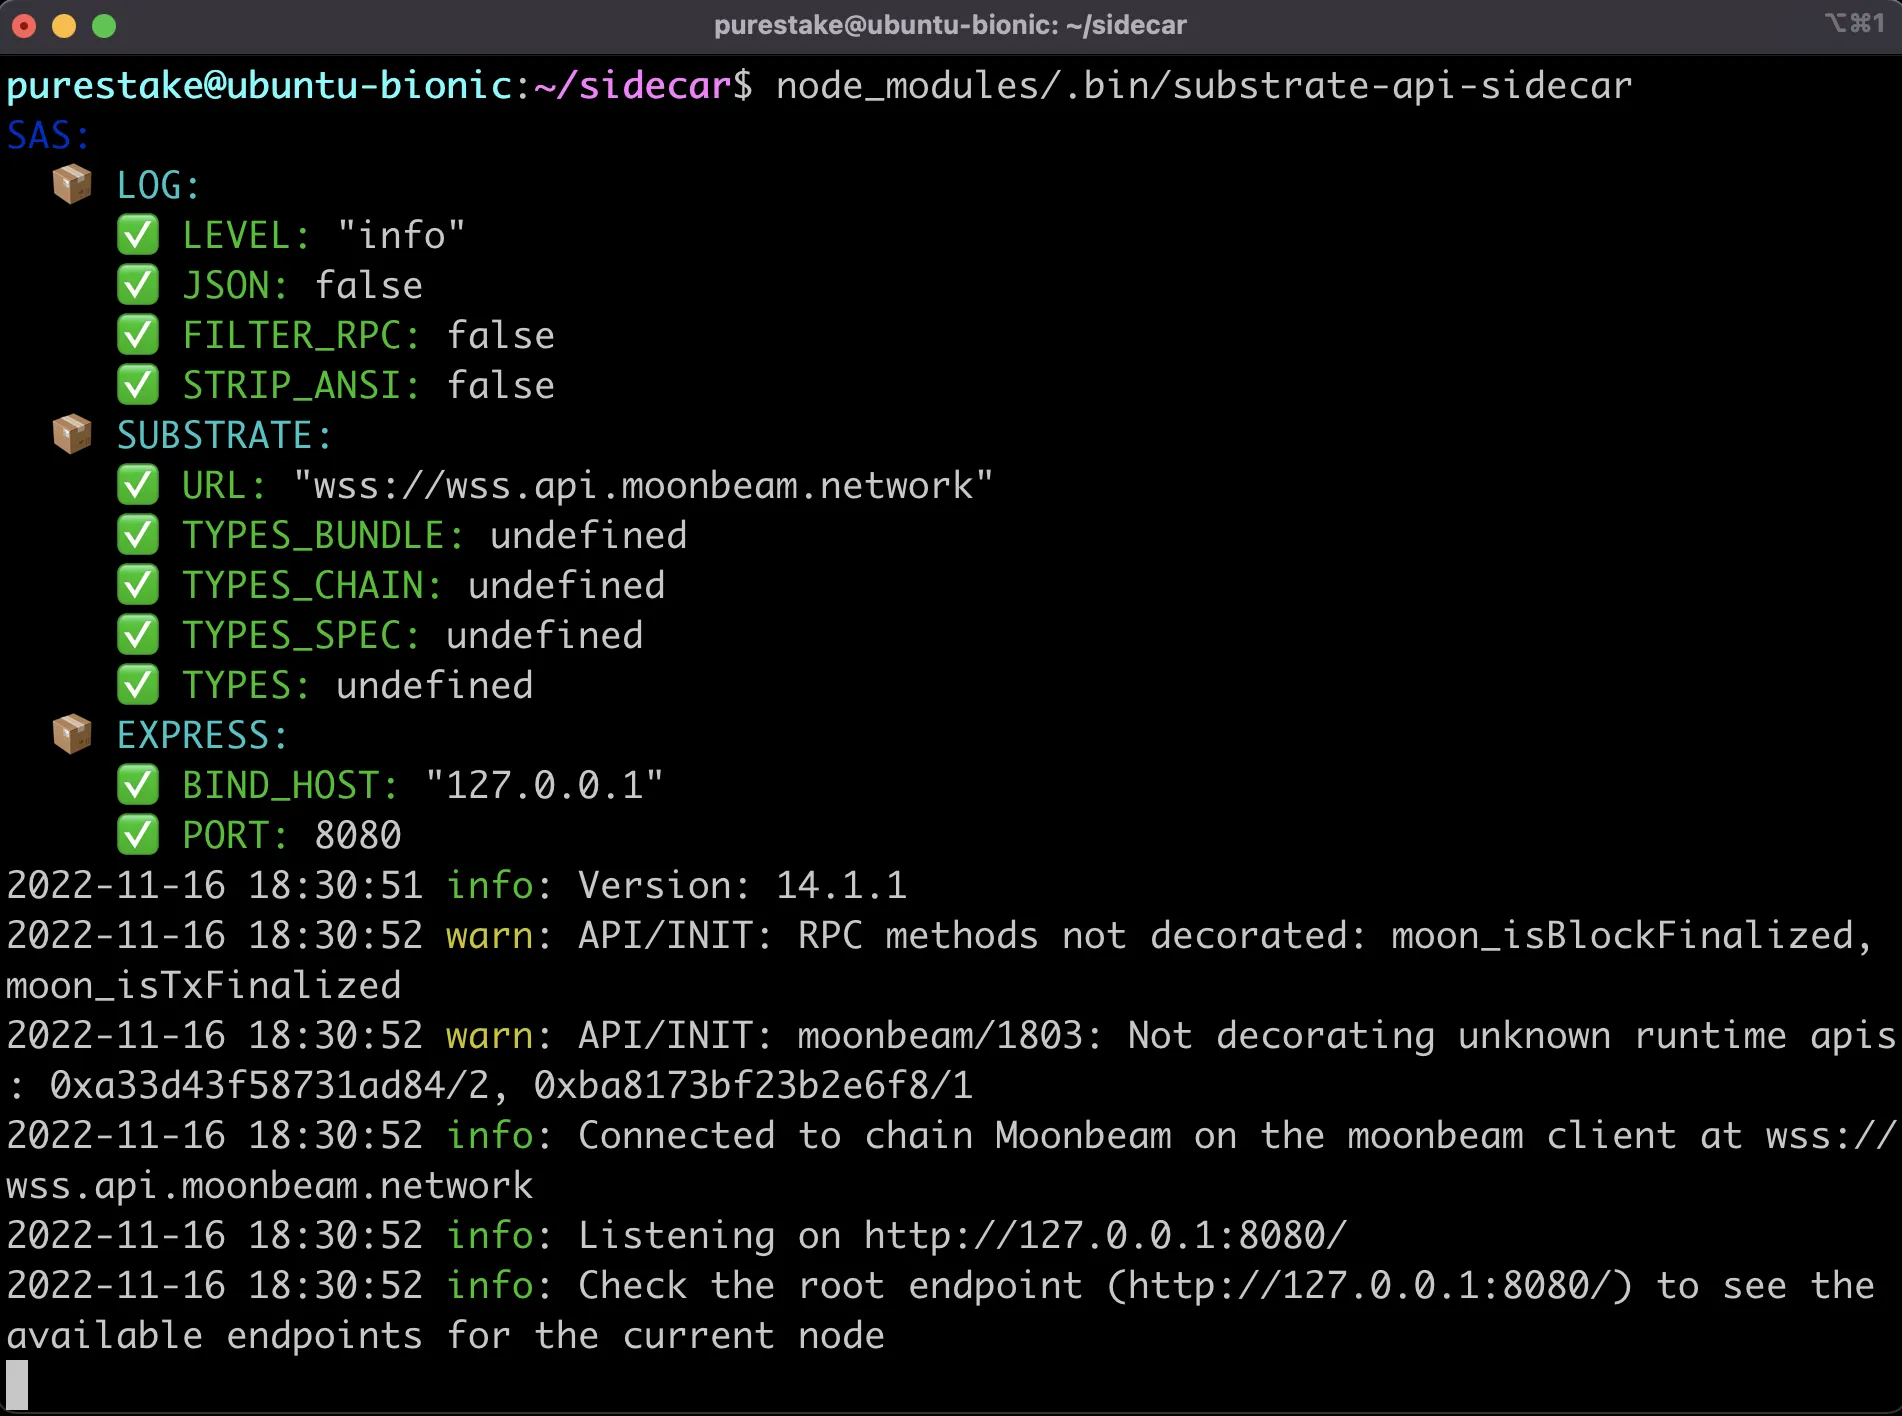 purestake@ubuntu-bionic: ~/sidecar
⌥⌘1
purestake@ubuntu-bionic:~/sidecar$ node_modules/.bin/substrate-api-sidecar
SAS:
📦 LOG:
✅ LEVEL: "info"
✅ JSON: false
✅ FILTER_RPC: false
✅ STRIP_ANSI: false
📦 SUBSTRATE:
✅ URL: "wss://wss.api.moonbeam.network"
✅ TYPES_BUNDLE: undefined
✅ TYPES_CHAIN: undefined
✅ TYPES_SPEC: undefined
✅ TYPES: undefined
📦 EXPRESS:
✅ BIND_HOST: "127.0.0.1"
✅ PORT: 8080
2022-11-16 18:30:51 info: Version: 14.1.1
2022-11-16 18:30:52 warn: API/INIT: RPC methods not decorated: moon_isBlockFinalized,
moon_isTxFinalized
2022-11-16 18:30:52 warn: API/INIT: moonbeam/1803: Not decorating unknown runtime apis
: 0xa33d43f58731ad84/2, 0xba8173bf23b2e6f8/1
2022-11-16 18:30:52 info: Connected to chain Moonbeam on the moonbeam client at wss://
wss.api.moonbeam.network
2022-11-16 18:30:52 info: Listening on http://127.0.0.1:8080/
2022-11-16 18:30:52 info: Check the root endpoint (http://127.0.0.1:8080/) to see the
available endpoints for the current node